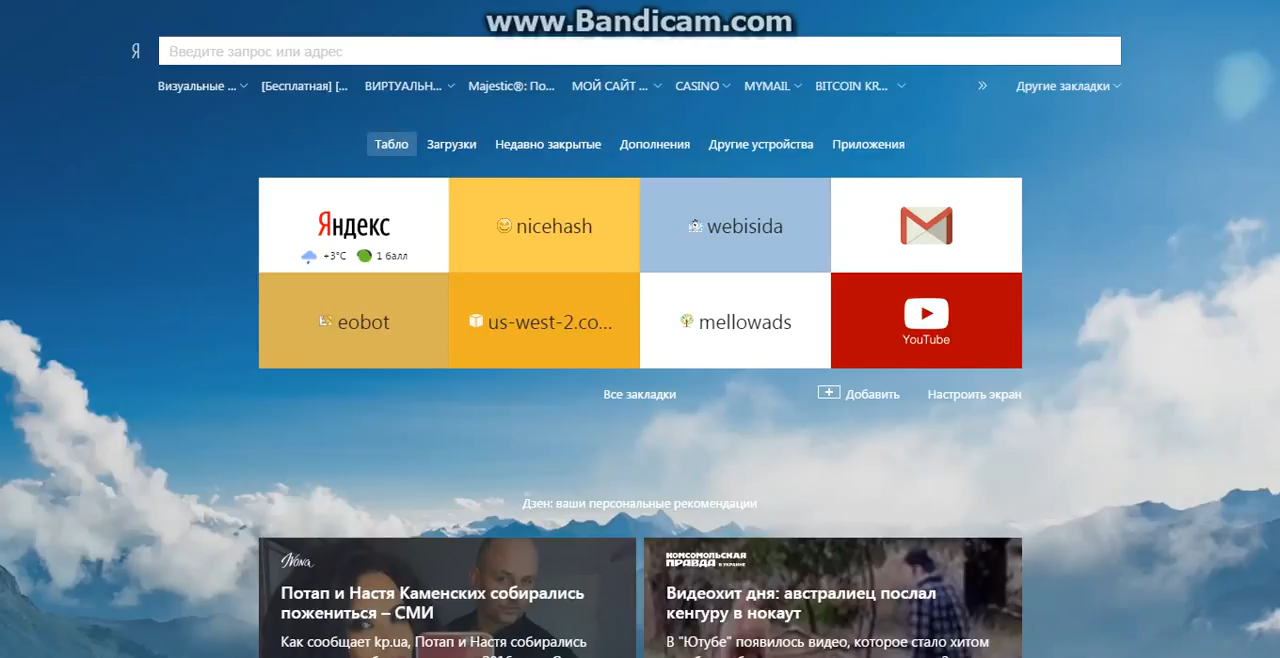 www.Bandicam.com
Я Введите запрос или адрес
Визуальные ... [Бесплатная] [... ВИРТУАЛЬН... Majestic®: По... МОЙ САЙТ ... CASINO MYMAIL BITCOIN KR... » Другие закладки
Табло Загрузки Недавно закрытые Дополнения Другие устройства Приложения
Яндекс nicehash webisida
+3°C 1 балл
eobot us-west-2.co... mellowads YouTube
Все закладки Добавить Настроить экран
Дзен: ваши персональные рекомендации
Nona
Потап и Настя Каменских собирались
пожениться – СМИ
Как сообщает kp.ua, Потап и Настя собирались
КОМСОМОЛЬСКАЯ
ПРАВДА В УКРАИНЕ
Видеохит дня: австралиец послал
кенгуру в нокаут
В "Ютубе" появилось видео, которое стало хитом